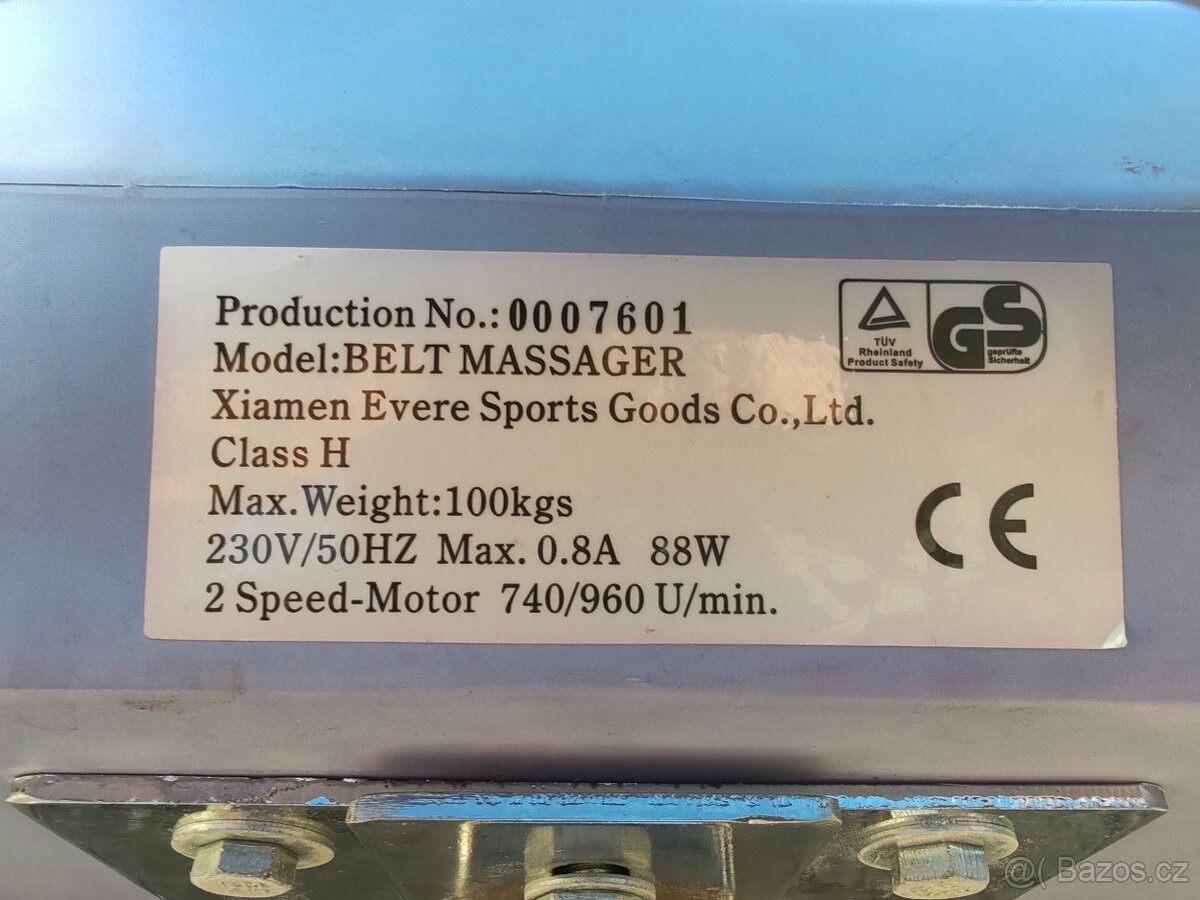 Production No.: 0007601
Model:BELT MASSAGER
Xiamen Evere Sports Goods Co.,Ltd.
Class H
Max.Weight:100kgs
230V/50HZ Max. 0.8A 88W
2 Speed-Motor 740/960 U/min.
TÜV
Rheinland
Product Safety
GS
geprüfte
Sicherheit
CE
@( Bazos.cz